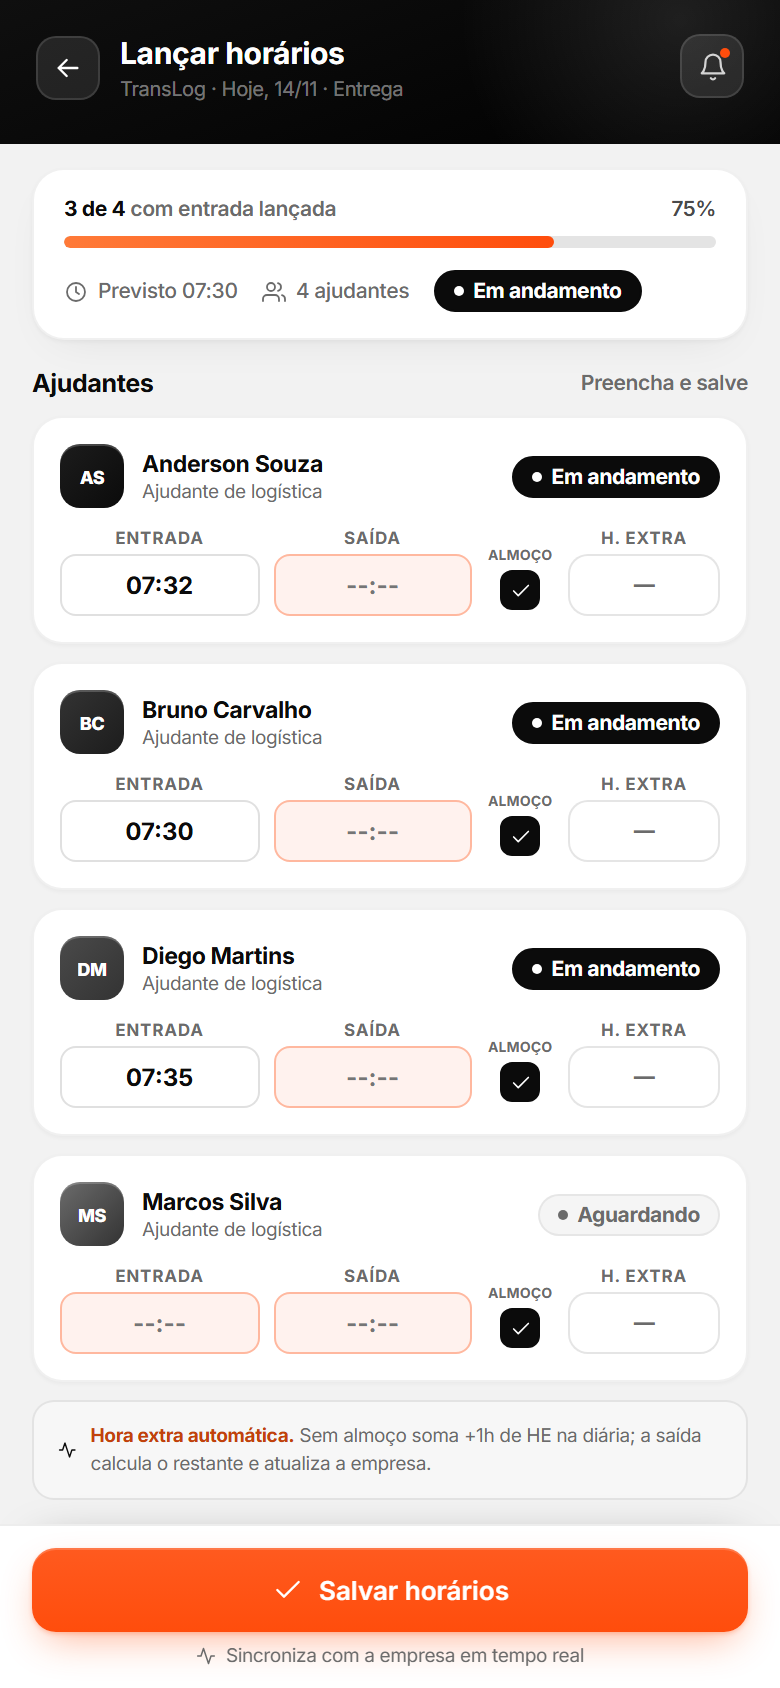 Lançar horários
TransLog · Hoje, 14/11 · Entrega
3 de 4 com entrada lançada 75%
Previsto 07:30 4 ajudantes Em andamento
Ajudantes Preencha e salve
AS Anderson Souza Em andamento
Ajudante de logística
ENTRADA SAÍDA ALMOÇO H. EXTRA
07:32 --:-- —
BC Bruno Carvalho Em andamento
Ajudante de logística
ENTRADA SAÍDA ALMOÇO H. EXTRA
07:30 --:-- —
DM Diego Martins Em andamento
Ajudante de logística
ENTRADA SAÍDA ALMOÇO H. EXTRA
07:35 --:-- —
MS Marcos Silva Aguardando
Ajudante de logística
ENTRADA SAÍDA ALMOÇO H. EXTRA
--:-- --:-- —
Hora extra automática. Sem almoço soma +1h de HE na diária; a saída
calcula o restante e atualiza a empresa.
Salvar horários
Sincroniza com a empresa em tempo real